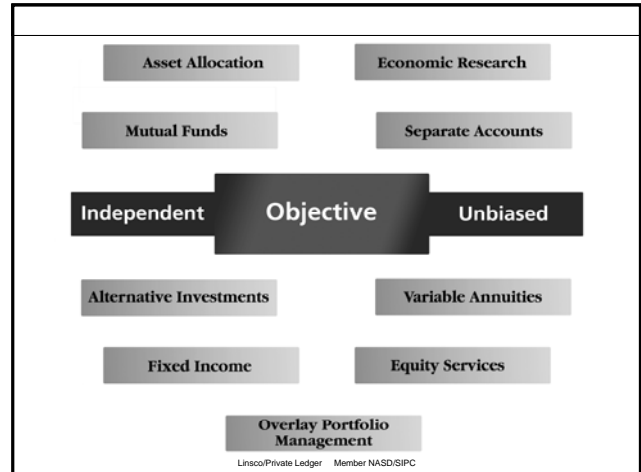 Asset Allocation
Economic Research
Mutual Funds
Separate Accounts
Independent
Objective
Unbiased
Alternative Investments
Variable Annuities
Fixed Income
Equity Services
Overlay Portfolio
Management
Linsco/Private Ledger Member NASD/SIPC